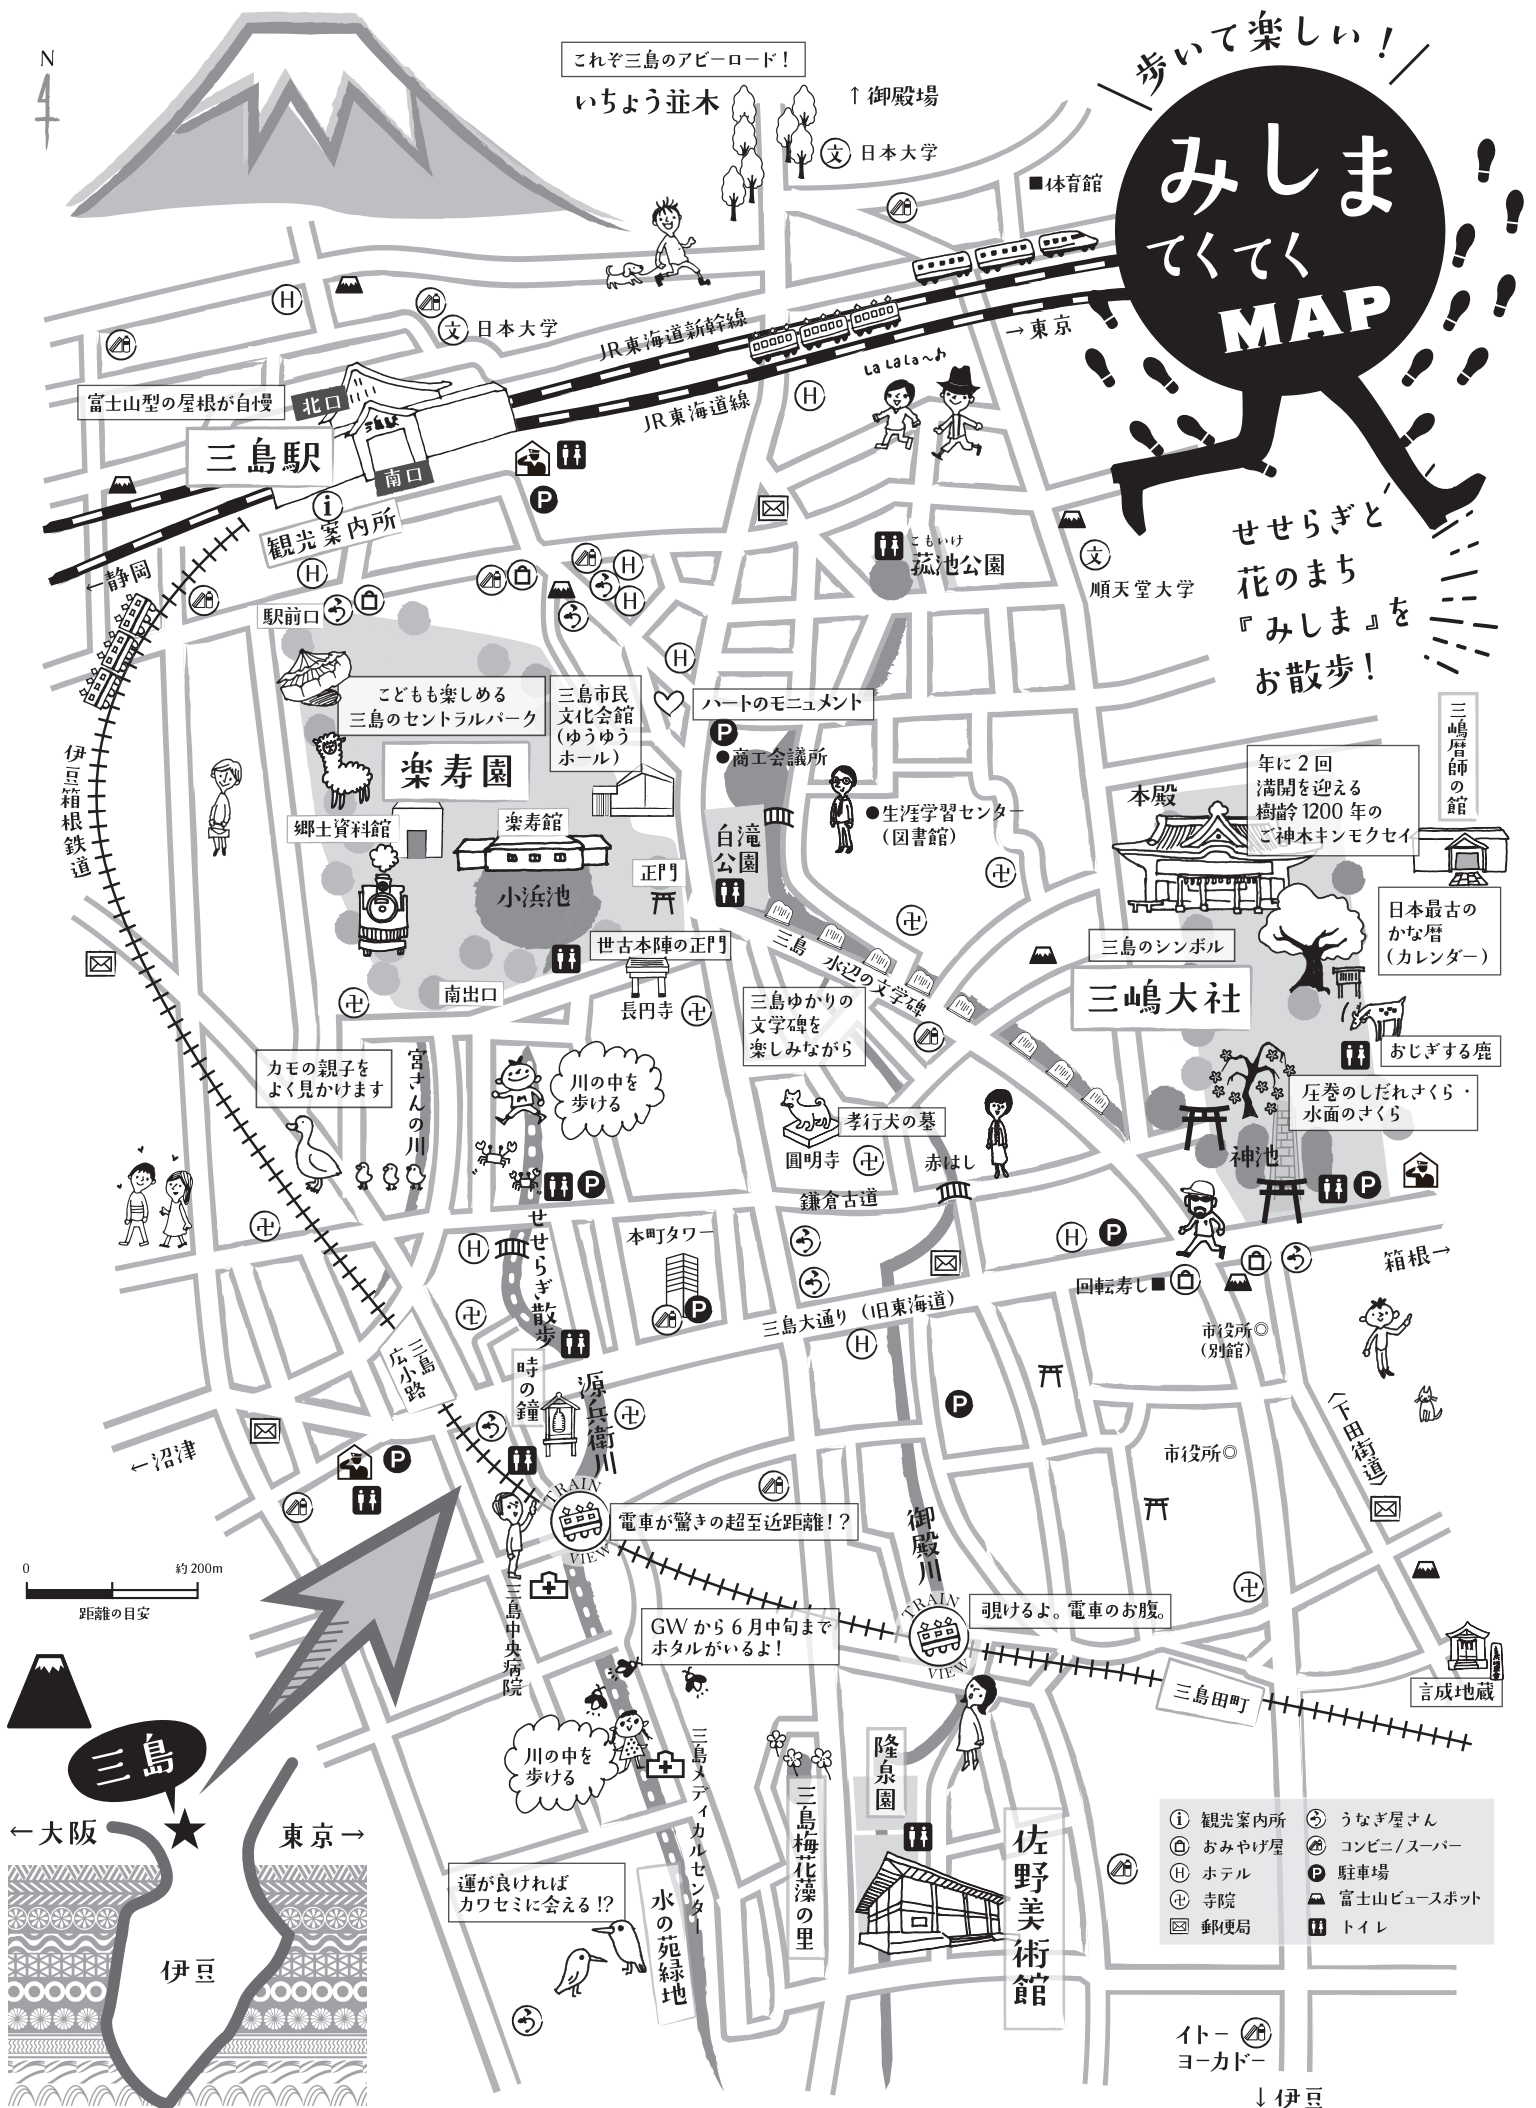 歩いて楽しい!
みしま
てくてく
MAP
せせらぎと
花のまち
『みしま』を
お散歩!
N
これぞ三島のアビーロード!
いちょう並木
↑御殿場
文
日本大学
■体育館
H
文
日本大学
JR東海道新幹線
→東京
JR東海道線
La La La~♪
H
富士山型の屋根が自慢
北口
三島駅
三島駅
南口
P
i
観光案内所
←静岡
H
駅前口
う
H
う
H
う
H
こもいけ
菰池公園
文
順天堂大学
こどもも楽しめる
三島のセントラルパーク
楽寿園
三島市民
文化会館
(ゆうゆう
ホール)
ハートのモニュメント
P
●商工会議所
白滝
公園
●生涯学習センター
(図書館)
伊豆箱根鉄道
郷土資料館
楽寿館
小浜池
正門
世古本陣の正門
長円寺
卍
南出口
卍
卍
卍
三島 水辺の文学碑
三島ゆかりの
文学碑を
楽しみながら
本殿
年に2回
満開を迎える
樹齢1200年の
ご神木キンモクセイ
三嶋暦師の館
日本最古の
かな暦
(カレンダー)
三島のシンボル
三嶋大社
おじぎする鹿
圧巻のしだれさくら・
水面のさくら
神池
P
カモの親子を
よく見かけます
宮さんの川
川の中を
歩ける
P
孝行犬の墓
圓明寺
卍
赤はし
鎌倉古道
卍
H
せせらぎ散歩
本町タワー
P
う
う
H
P
回転寿し■
う
箱根→
卍
三島大通り(旧東海道)
H
市役所◎
(別館)
三島
広小路
時の鐘
源兵衛川
卍
う
P
市役所◎
〈下田街道〉
←沼津
P
TRAIN
VIEW
電車が驚きの超至近距離!?
御殿川
0
約200m
距離の目安
三島中央病院
TRAIN
VIEW
覗けるよ。電車のお腹。
卍
GWから6月中旬まで
ホタルがいるよ!
三島田町
言成地蔵
三島
←大阪
東京→
伊豆
川の中を
歩ける
三島メディカルセンター
三島梅花藻の里
隆泉園
佐野美術館
運が良ければ
カワセミに会える!?
水の苑緑地
う
i 観光案内所
おみやげ屋
H ホテル
卍 寺院
郵便局
う うなぎ屋さん
コンビニ/スーパー
P 駐車場
富士山ビュースポット
トイレ
イトー
ヨーカドー
↓伊豆